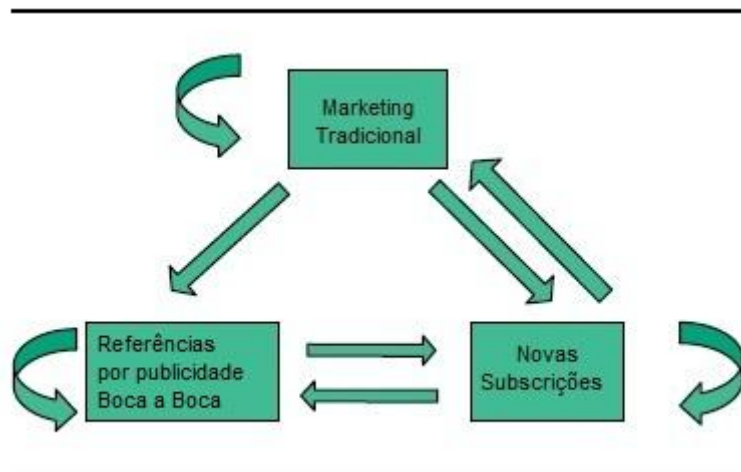 Marketing
Tradicional
Referências
por publicidade
Boca a Boca
Novas
Subscrições